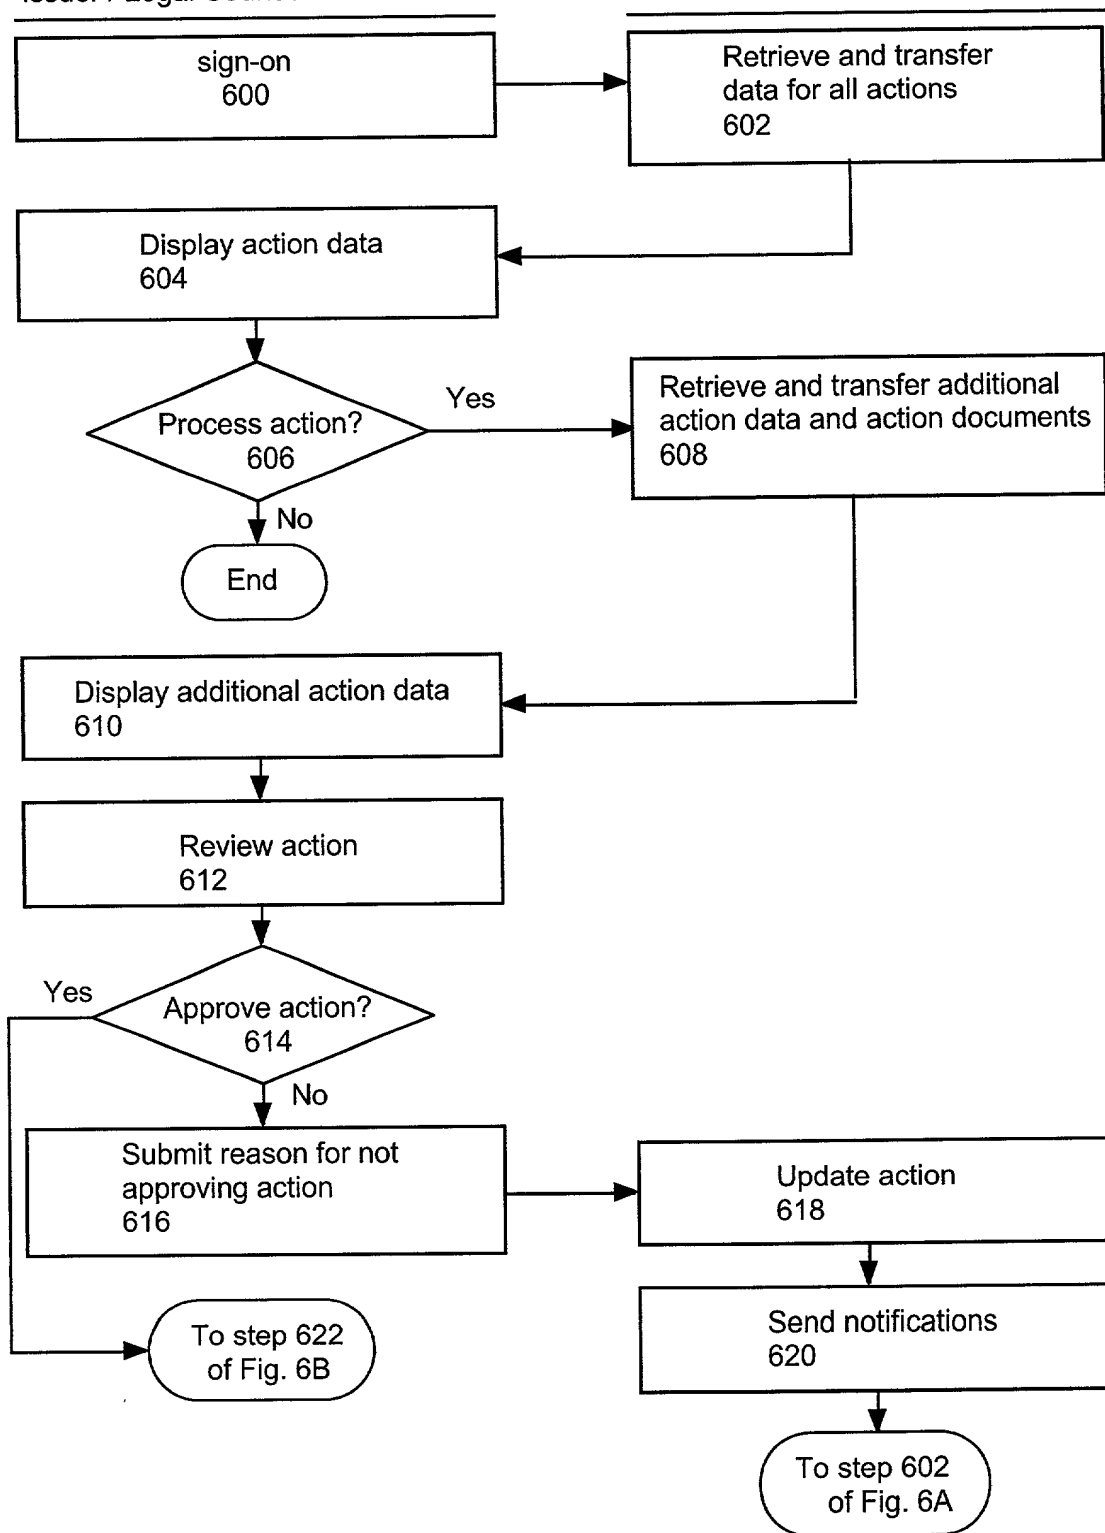 sign-on
600
Retrieve and transfer
data for all actions
602
Display action data
604
Process action?
606
Yes
Retrieve and transfer additional
action data and action documents
608
No
End
Display additional action data
610
Review action
612
Yes
Approve action?
614
No
Submit reason for not
approving action
616
Update action
618
Send notifications
620
To step 622
of Fig. 6B
To step 602
of Fig. 6A